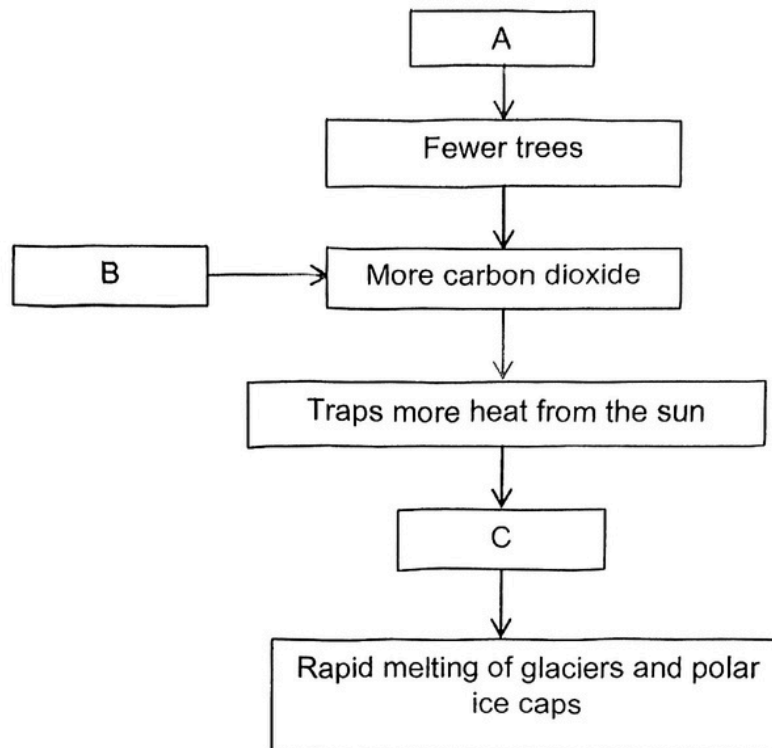 A
Fewer trees
B
More carbon dioxide
Traps more heat from the sun
C
Rapid melting of glaciers and polar
ice caps